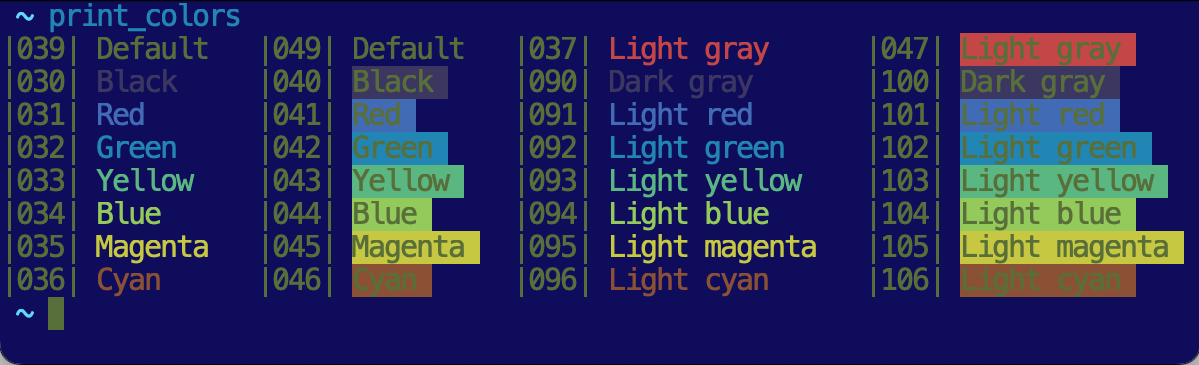 ~ print_colors
|039| Default |049| Default |037| Light gray |047| Light gray
|030| Black |040| Black |090| Dark gray |100| Dark gray
|031| Red |041| Red |091| Light red |101| Light red
|032| Green |042| Green |092| Light green |102| Light green
|033| Yellow |043| Yellow |093| Light yellow |103| Light yellow
|034| Blue |044| Blue |094| Light blue |104| Light blue
|035| Magenta |045| Magenta |095| Light magenta |105| Light magenta
|036| Cyan |046| Cyan |096| Light cyan |106| Light cyan
~